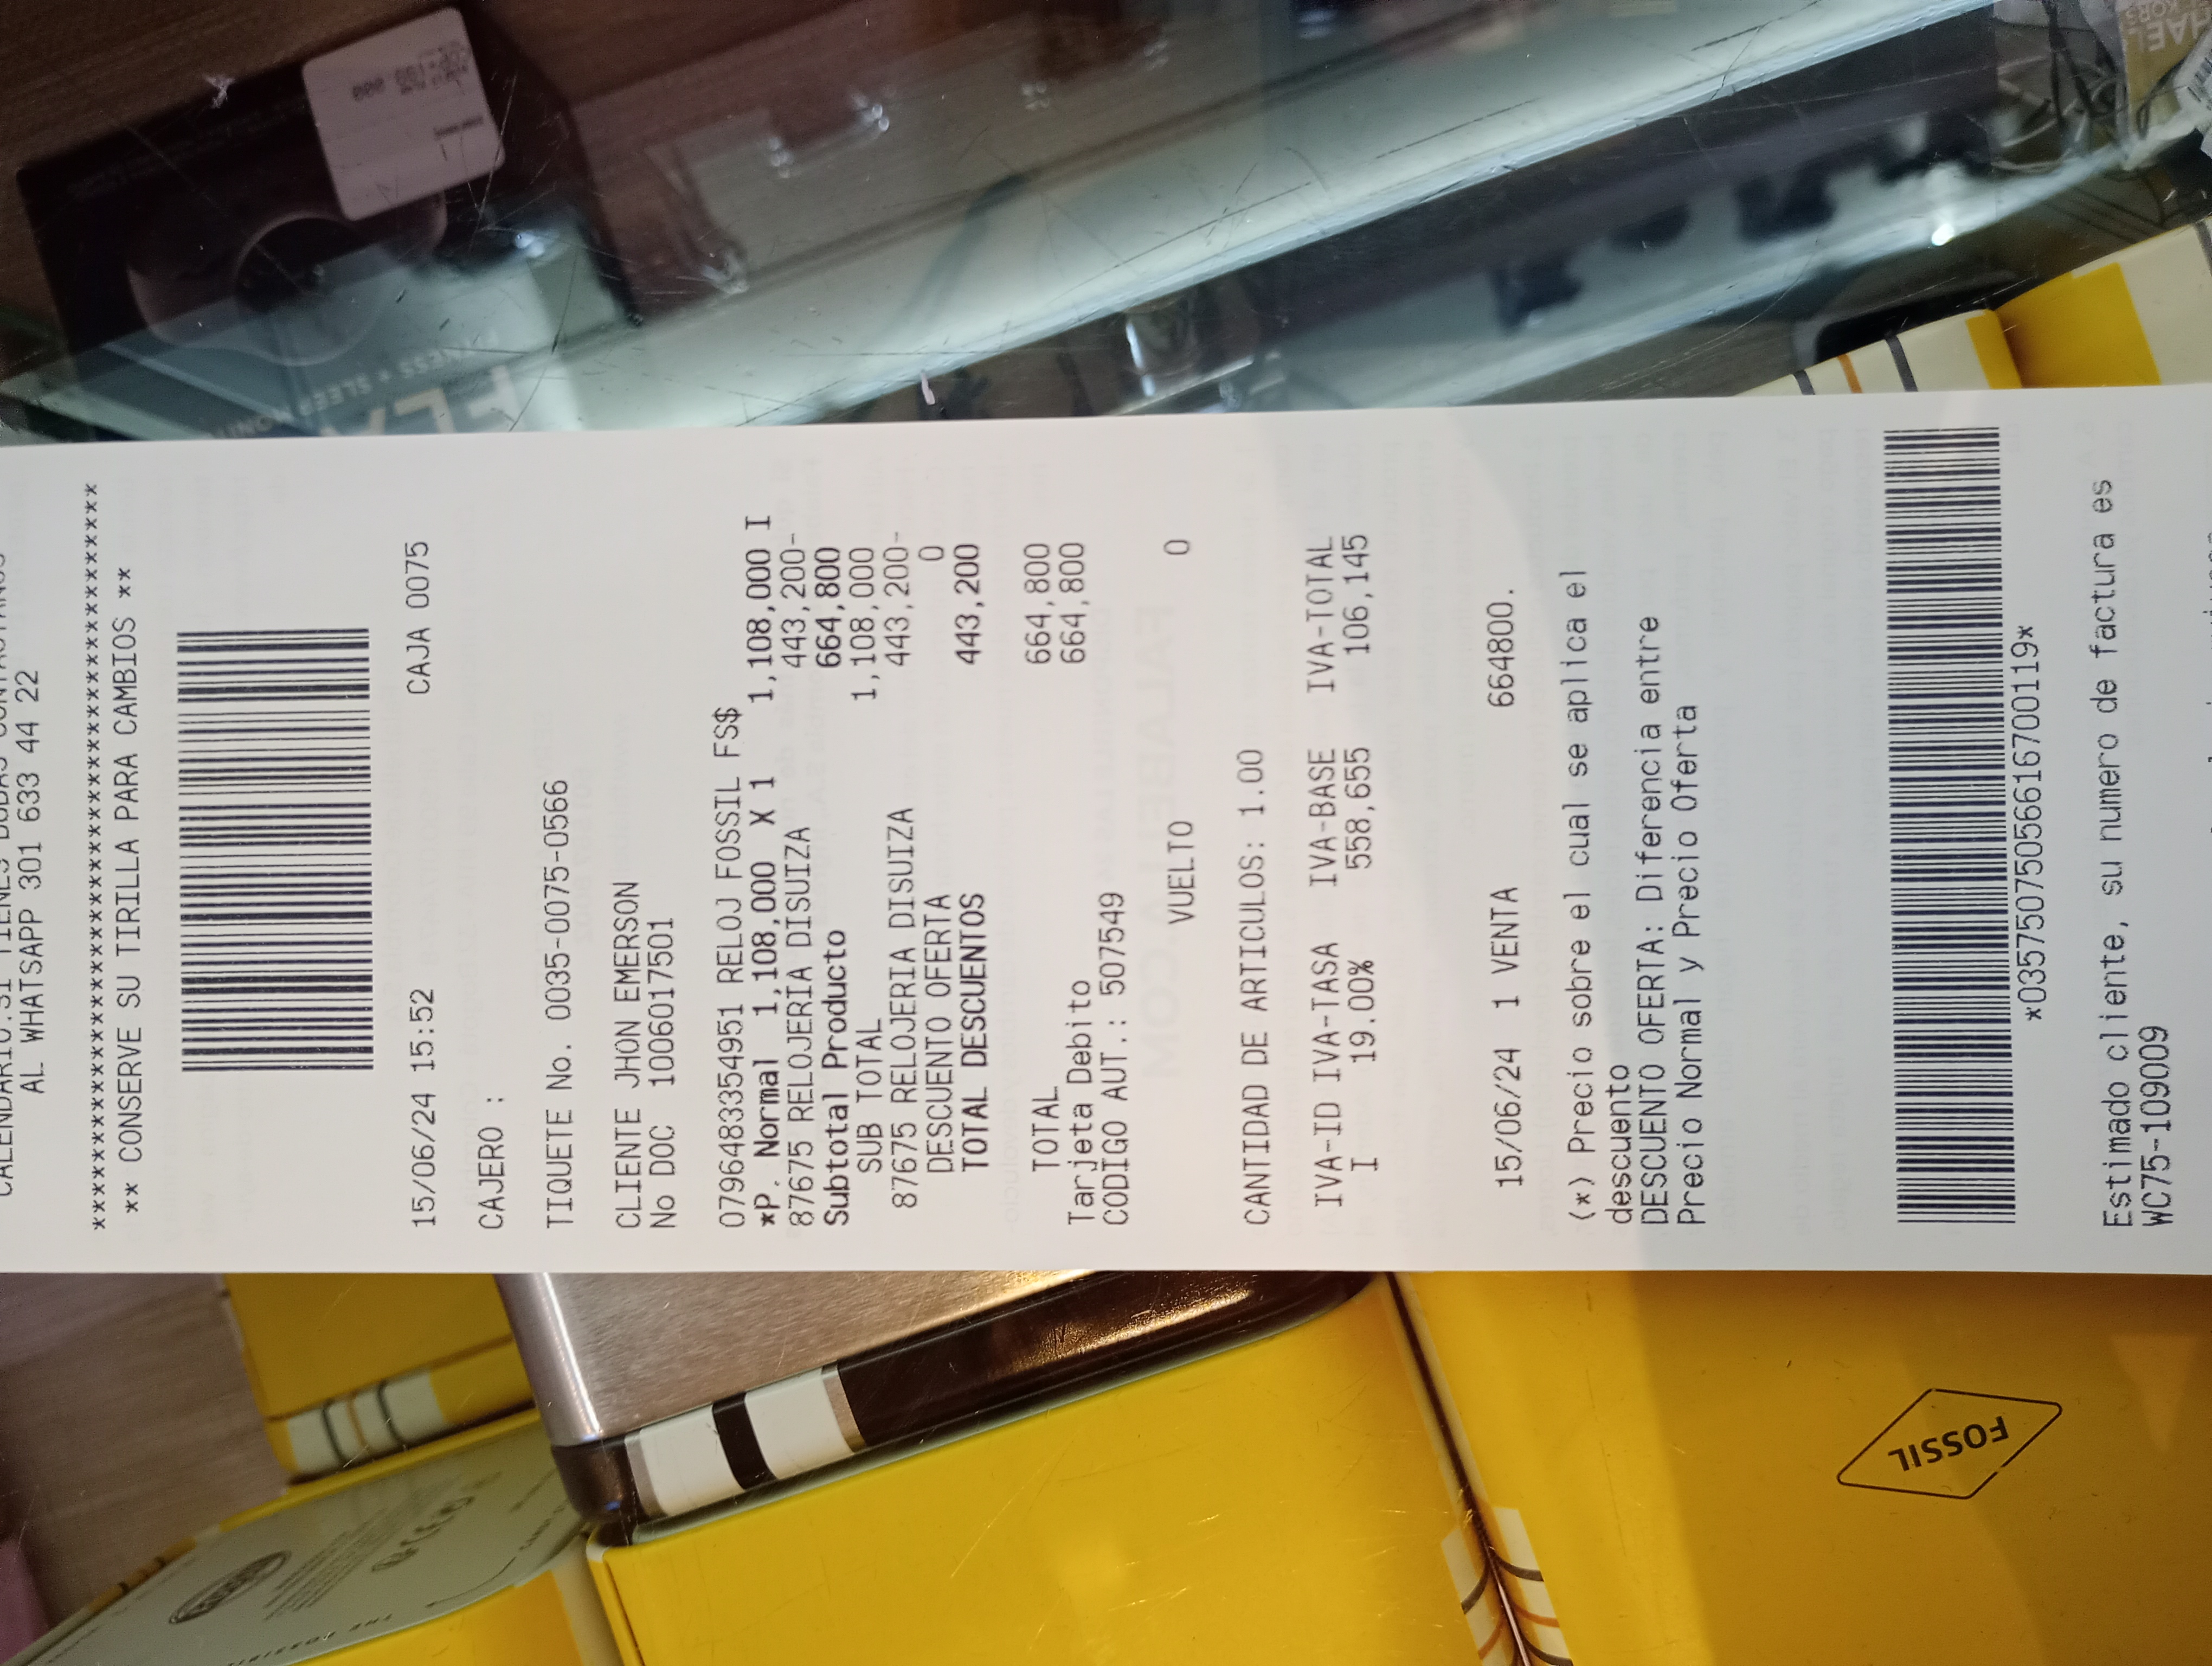 AL WHATSAPP 301 633 44 22
** CONSERVE SU TIRILLA PARA CAMBIOS **
15/06/24 15:52 CAJA 0075
CAJERO :
TIQUETE No. 0035-0075-0566
CLIENTE JHON EMERSON
No DOC 1006017501
0796483354951 RELOJ FOSSIL FS$
*P. Normal 1,108,000 X 1 1,108,000 I
87675 RELOJERIA DISUIZA 443,200-
Subtotal Producto 664,800
SUB TOTAL 1,108,000
87675 RELOJERIA DISUIZA 443,200-
DESCUENTO OFERTA 0
TOTAL DESCUENTOS 443,200
TOTAL 664,800
Tarjeta Debito 664,800
CODIGO AUT.: 507549
VUELTO 0
CANTIDAD DE ARTICULOS: 1.00
IVA-ID IVA-TASA IVA-BASE IVA-TOTAL
I 19.00% 558,655 106,145
15/06/24 1 VENTA 664800.
(*) Precio sobre el cual se aplica el
descuento
DESCUENTO OFERTA: Diferencia entre
Precio Normal y Precio Oferta
*035750750566167001119*
Estimado cliente, su numero de factura es
WC75-109009
FOSSIL